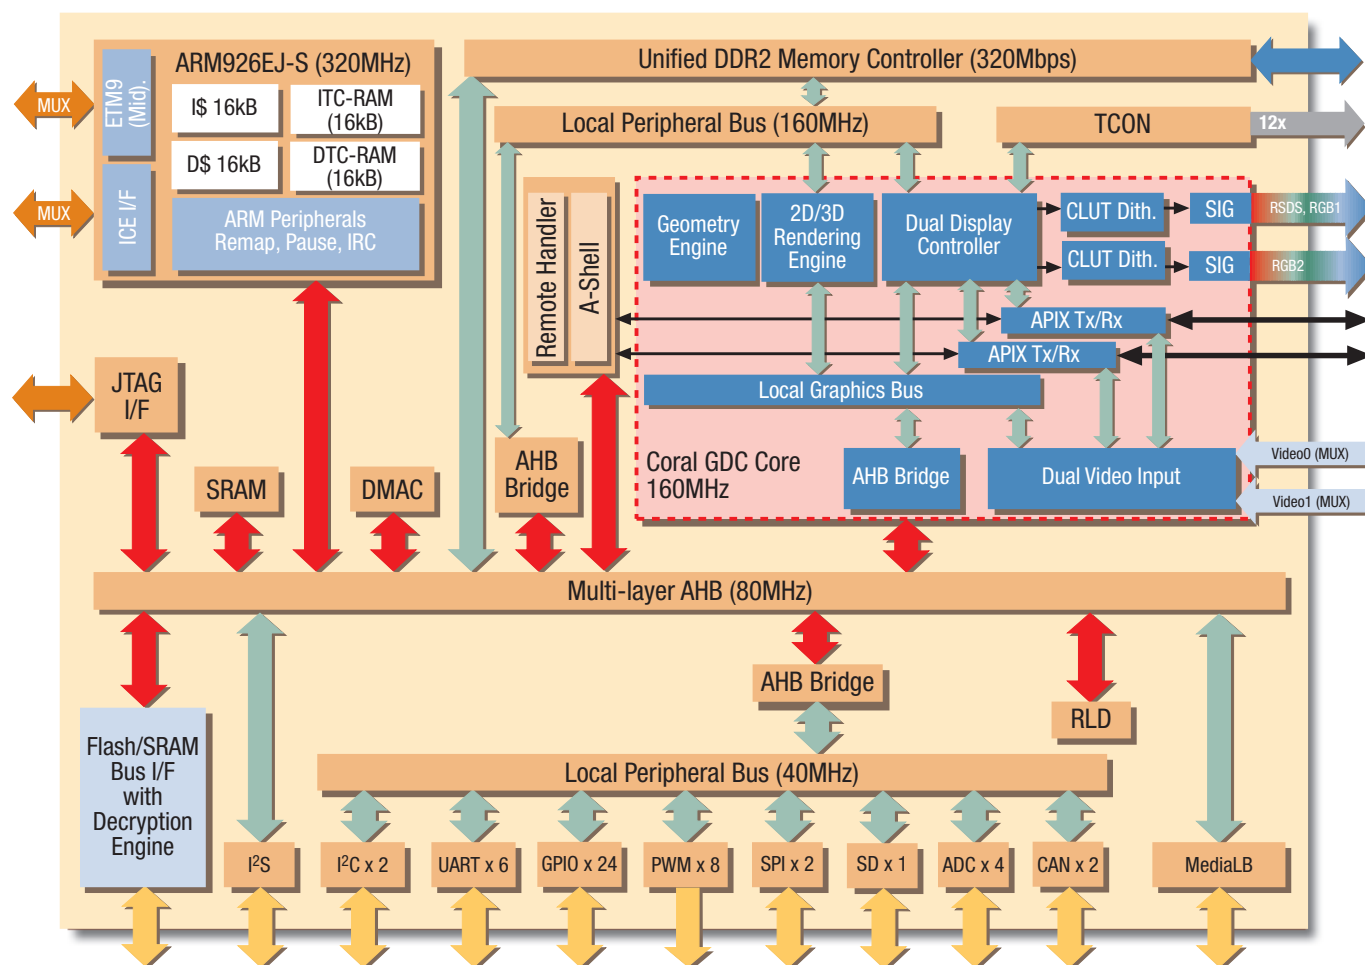 ARM926EJ-S (320MHz)
ETM9
(Mid).
MUX
I$ 16kB
ITC-RAM
(16kB)
D$ 16kB
DTC-RAM
(16kB)
ICE I/F
MUX
ARM Peripherals
Remap, Pause, IRC
Unified DDR2 Memory Controller (320Mbps)
Local Peripheral Bus (160MHz)
TCON
12x
Remote Handler
A-Shell
Geometry
Engine
2D/3D
Rendering
Engine
Dual Display
Controller
CLUT Dith.
SIG
RSDS, RGB1
CLUT Dith.
SIG
RGB2
APIX Tx/Rx
APIX Tx/Rx
Local Graphics Bus
Coral GDC Core
160MHz
AHB Bridge
Dual Video Input
Video0 (MUX)
Video1 (MUX)
JTAG
I/F
SRAM
DMAC
AHB
Bridge
Multi-layer AHB (80MHz)
AHB Bridge
RLD
Flash/SRAM
Bus I/F
with
Decryption
Engine
Local Peripheral Bus (40MHz)
I²S
I²C x 2
UART x 6
GPIO x 24
PWM x 8
SPI x 2
SD x 1
ADC x 4
CAN x 2
MediaLB